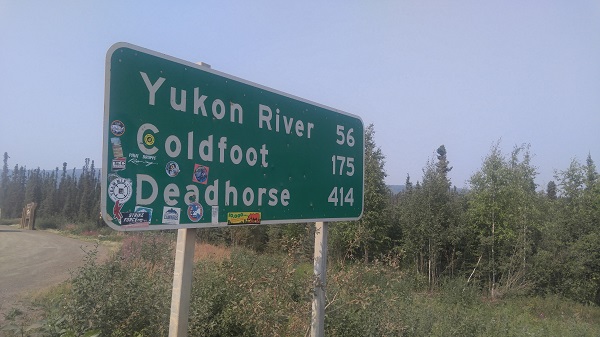 Yukon River 56
Coldfoot 175
Deadhorse 414